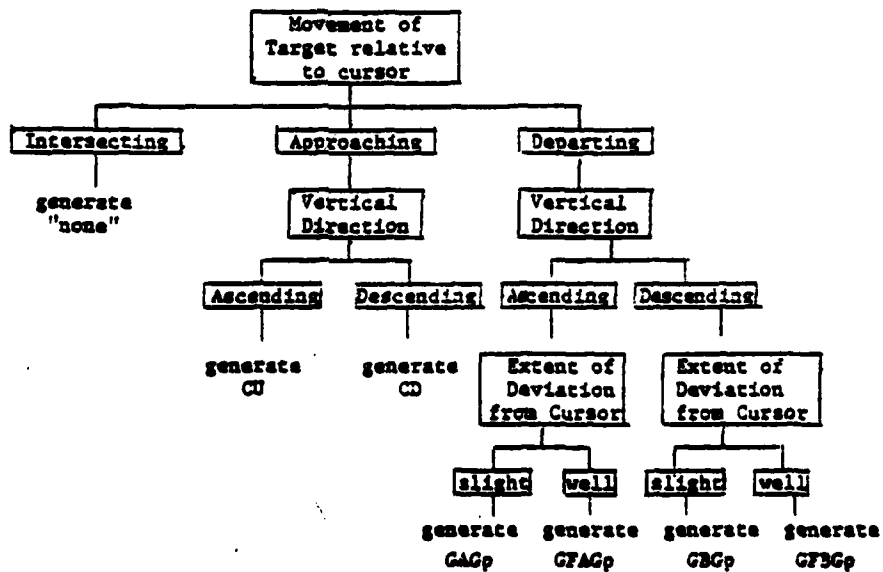 Movement of
Target relative
to cursor
Intersecting
Approaching
Departing
generate
"none"
Vertical
Direction
Vertical
Direction
Ascending
Descending
Ascending
Descending
generate
CU
generate
CD
Extent of
Deviation
from Cursor
Extent of
Deviation
from Cursor
slight
well
slight
well
generate
GAGp
generate
GFAGp
generate
GBGp
generate
GFBGp